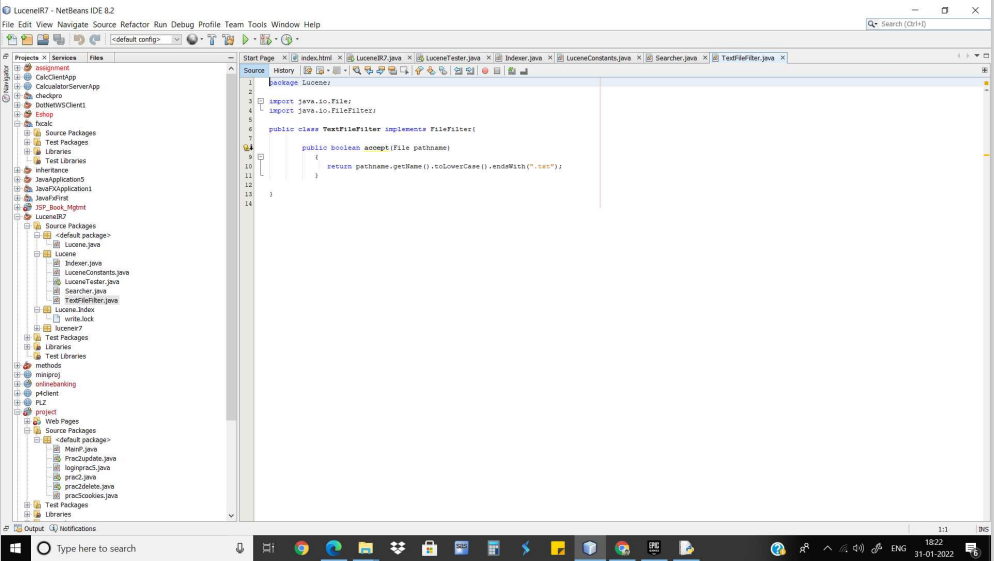 LuceneIR7 - NetBeans IDE 8.2
File Edit View Navigate Source Refactor Run Debug Profile Team Tools Window Help
Search (Ctrl+I)
<default config>
Projects Services Files
Start Page index.html LuceneIR7.java LuceneTester.java Indexer.java LuceneConstants.java Searcher.java TextFileFilter.java
Navigator
Source History
assignment
CalcClientApp
CalcualatorServerApp
checkpro
DotNetWSClient1
Eshop
fxcalc
Source Packages
Test Packages
Libraries
Test Libraries
inheritance
JavaApplication5
JavaFXApplication1
JavaFxFirst
JSP_Book_Mgtmt
LuceneIR7
Source Packages
<default package>
Lucene.java
Lucene
Indexer.java
LuceneConstants.java
LuceneTester.java
Searcher.java
TextFileFilter.java
Lucene.Index
write.lock
luceneir7
Test Packages
Libraries
Test Libraries
methods
miniproj
onlinebanking
p4client
PLZ
project
Web Pages
Source Packages
<default package>
MainP.java
Prac2update.java
loginprac5.java
prac2.java
prac2delete.java
prac5cookies.java
Test Packages
Libraries
1 package Lucene;
2
3 import java.io.File;
4 import java.io.FileFilter;
5
6 public class TextFileFilter implements FileFilter{
7
public boolean accept(File pathname)
9 {
10 return pathname.getName().toLowerCase().endsWith(".txt");
11 }
12
13 }
14
Output Notifications
1:1 INS
Type here to search
EPIC GAMES
ENG
18:22
31-01-2022
6